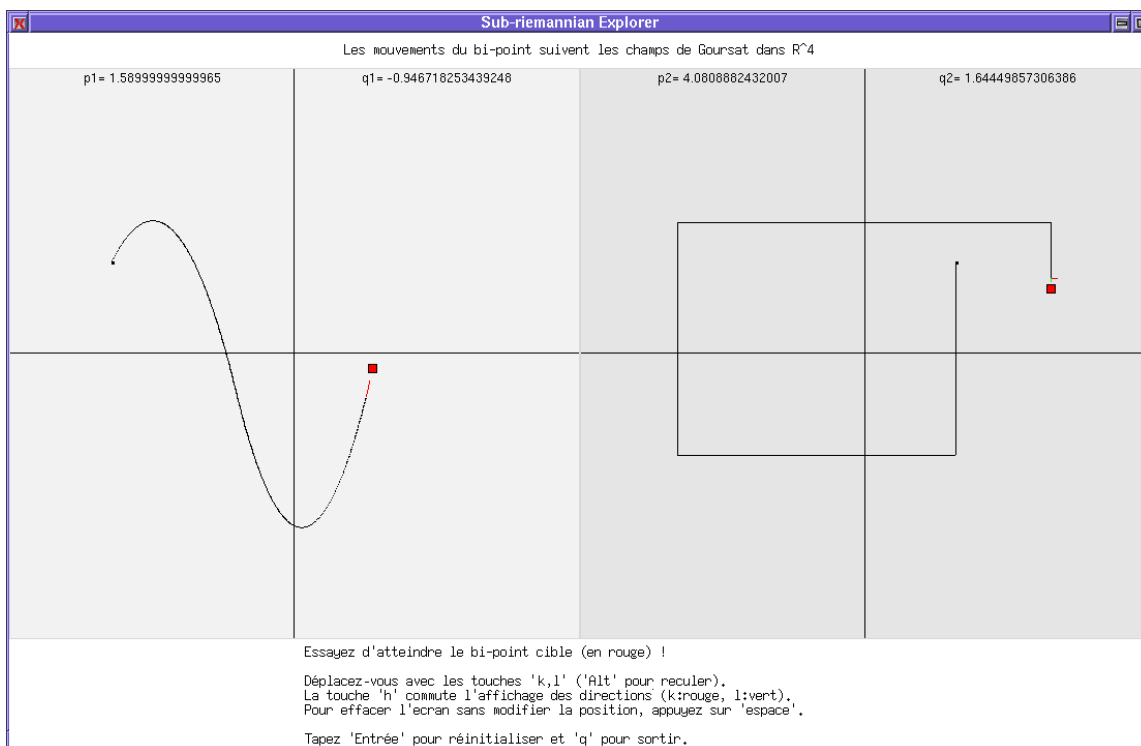 Sub-riemannian Explorer
Les mouvements du bi-point suivent les champs de Goursat dans R^4
p1= 1.58999999999965 q1= -0.946718253439248 p2= 4.0808882432007 q2= 1.64449857306386
Essayez d'atteindre le bi-point cible (en rouge) !
Déplacez-vous avec les touches 'k,l' ('Alt' pour reculer).
La touche 'h' commute l'affichage des directions (k:rouge, l:vert).
Pour effacer l'ecran sans modifier la position, appuyez sur 'espace'.
Tapez 'Entrée' pour réinitialiser et 'q' pour sortir.